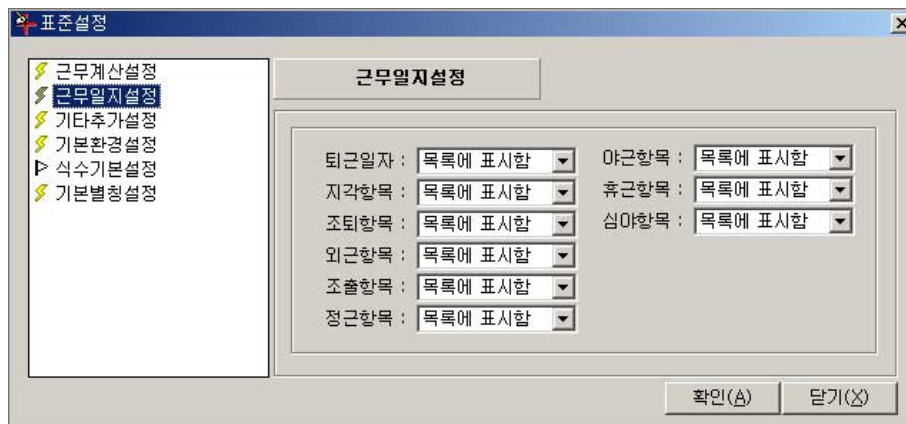 표준설정
근무계산설정
근무일지설정
기타추가설정
기본환경설정
식수기본설정
기본별칭설정
근무일지설정
퇴근일자 : 목록에 표시함
지각항목 : 목록에 표시함
조퇴항목 : 목록에 표시함
외근항목 : 목록에 표시함
조출항목 : 목록에 표시함
정근항목 : 목록에 표시함
야근항목 : 목록에 표시함
휴근항목 : 목록에 표시함
심야항목 : 목록에 표시함
확인(A) 닫기(X)